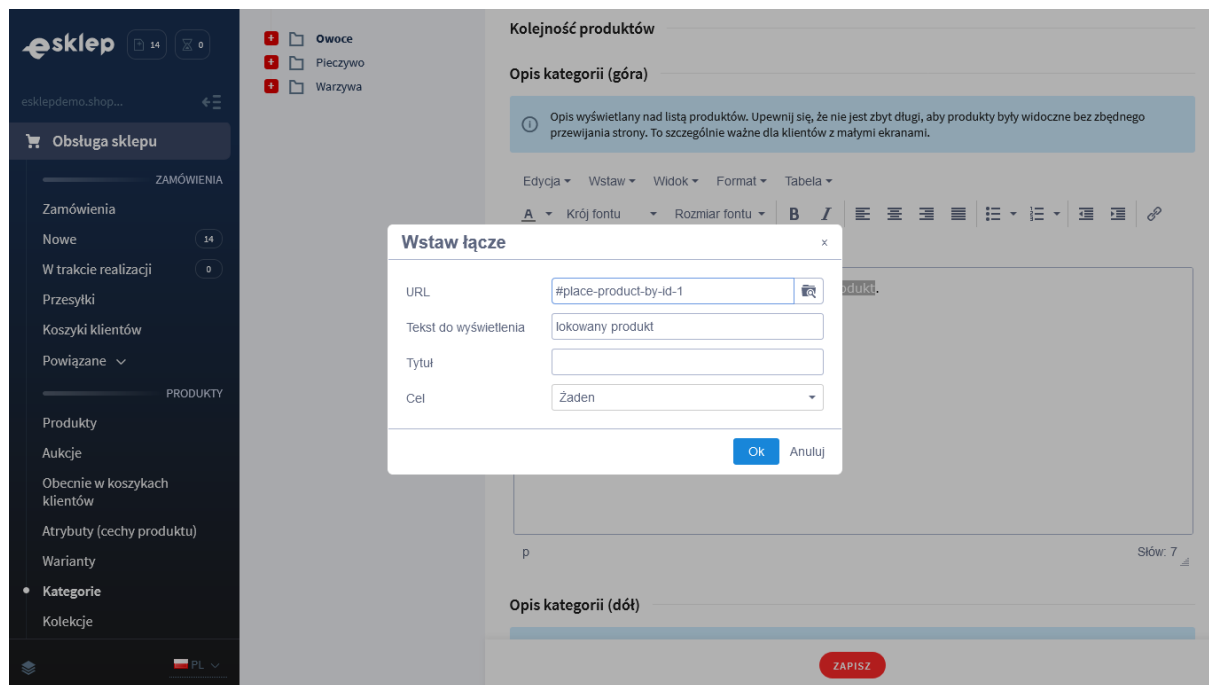 esklep
14
0
esklepdemo.shop...
Obsługa sklepu
ZAMÓWIENIA
Zamówienia
Nowe 14
W trakcie realizacji 0
Przesyłki
Koszyki klientów
Powiązane
PRODUKTY
Produkty
Aukcje
Obecnie w koszykach
klientów
Atrybuty (cechy produktu)
Warianty
Kategorie
Kolekcje
PL
Owoce
Pieczywo
Warzywa
Kolejność produktów
Opis kategorii (góra)
Opis wyświetlany nad listą produktów. Upewnij się, że nie jest zbyt długi, aby produkty były widoczne bez zbędnego
przewijania strony. To szczególnie ważne dla klientów z małymi ekranami.
Edycja Wstaw Widok Format Tabela
A Krój fontu Rozmiar fontu B I
odukt.
Wstaw łącze x
URL #place-product-by-id-1
Tekst do wyświetlenia lokowany produkt
Tytuł
Cel Żaden
Ok Anuluj
p Słów: 7
Opis kategorii (dół)
ZAPISZ